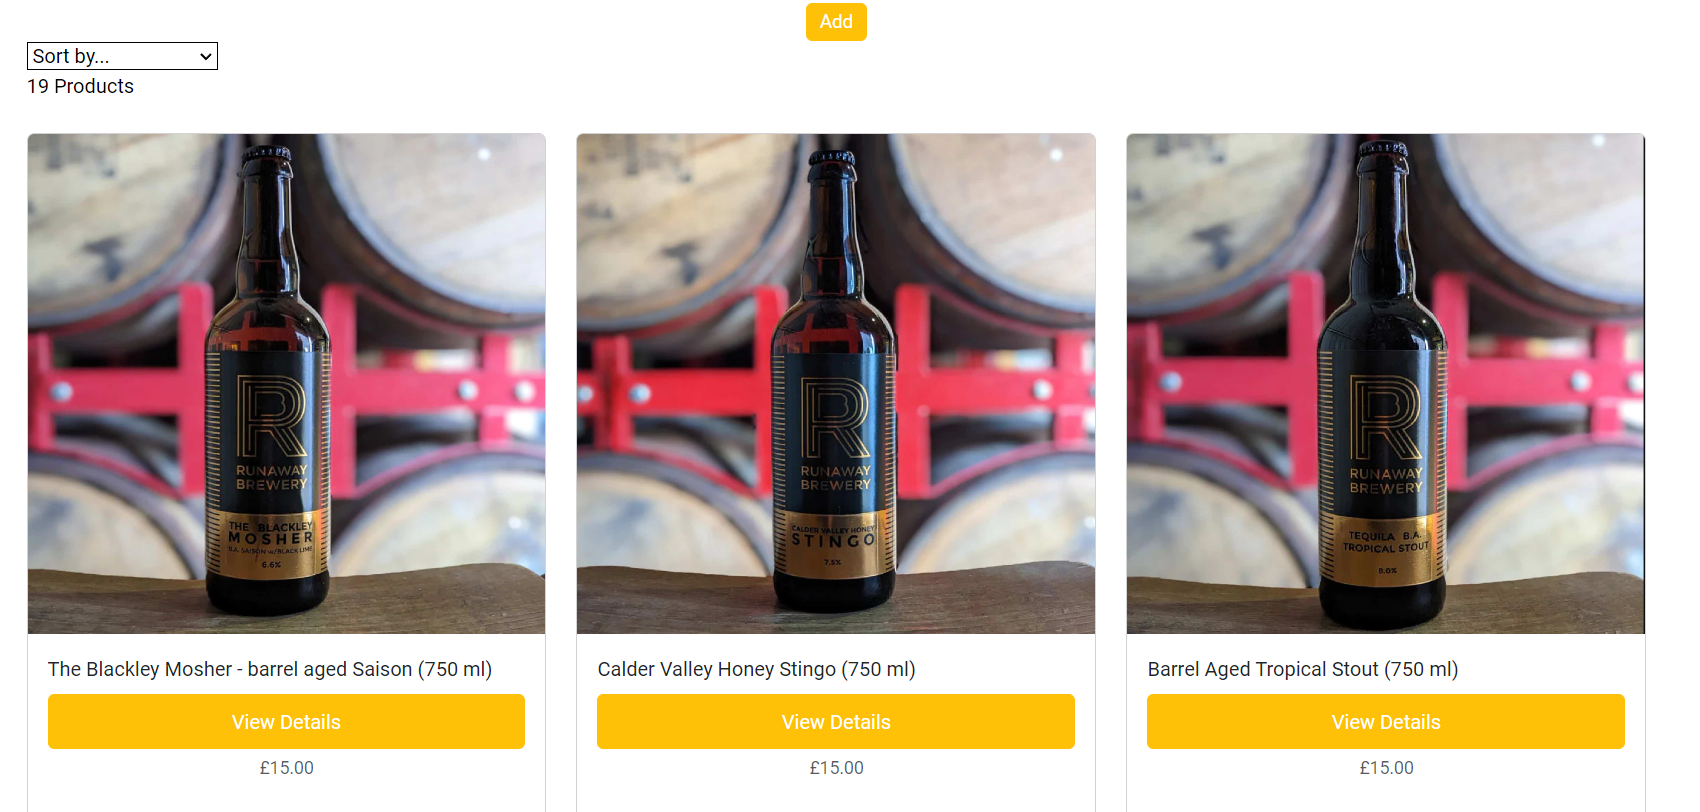 Add
Sort by...
19 Products
R
RUNAWAY
BREWERY
THE BLACKLEY
MOSHER
B.A. SAISON w/BLACK LIME
6.6%
R
RUNAWAY
BREWERY
CALDER VALLEY HONEY
STINGO
7.5%
R
RUNAWAY
BREWERY
TEQUILA B.A.
TROPICAL STOUT
8.0%
The Blackley Mosher - barrel aged Saison (750 ml)
View Details
£15.00
Calder Valley Honey Stingo (750 ml)
View Details
£15.00
Barrel Aged Tropical Stout (750 ml)
View Details
£15.00